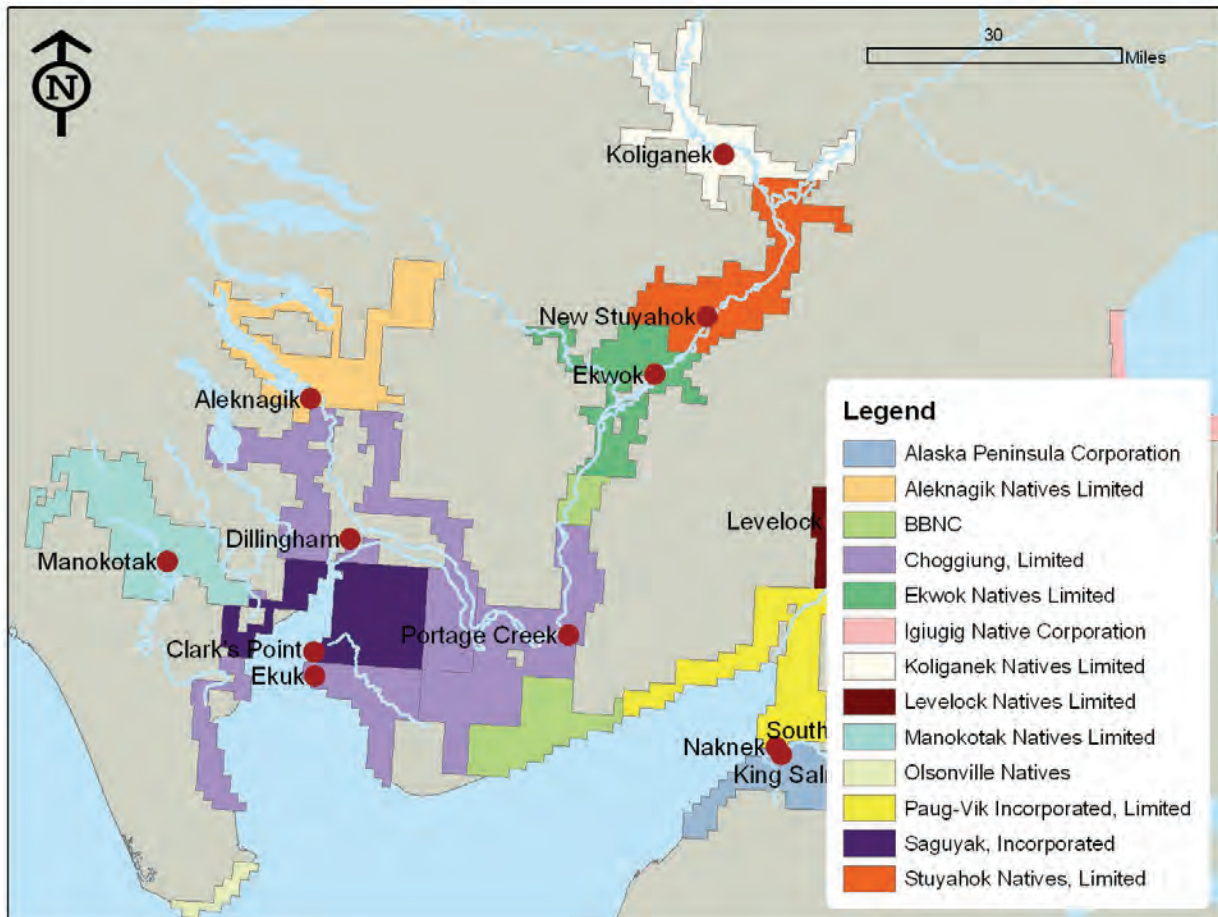 N
30
Miles
Koliganek
New Stuyahok
Ekwok
Aleknagik
Levelock
Dillingham
Manokotak
Portage Creek
Clark's Point
Ekuk
South
Naknek
King Sal
Legend
Alaska Peninsula Corporation
Aleknagik Natives Limited
BBNC
Choggiung, Limited
Ekwok Natives Limited
Igiugig Native Corporation
Koliganek Natives Limited
Levelock Natives Limited
Manokotak Natives Limited
Olsonville Natives
Paug-Vik Incorporated, Limited
Saguyak, Incorporated
Stuyahok Natives, Limited